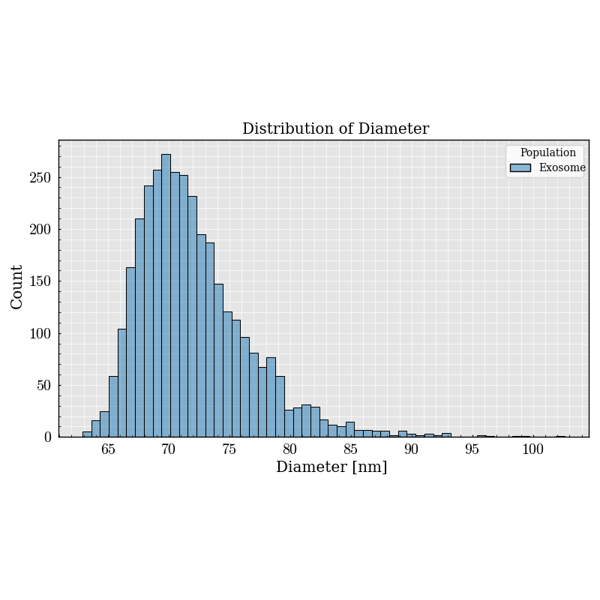 Distribution of Diameter
Population
Exosome
Count
250
200
150
100
50
0
65 70 75 80 85 90 95 100
Diameter [nm]